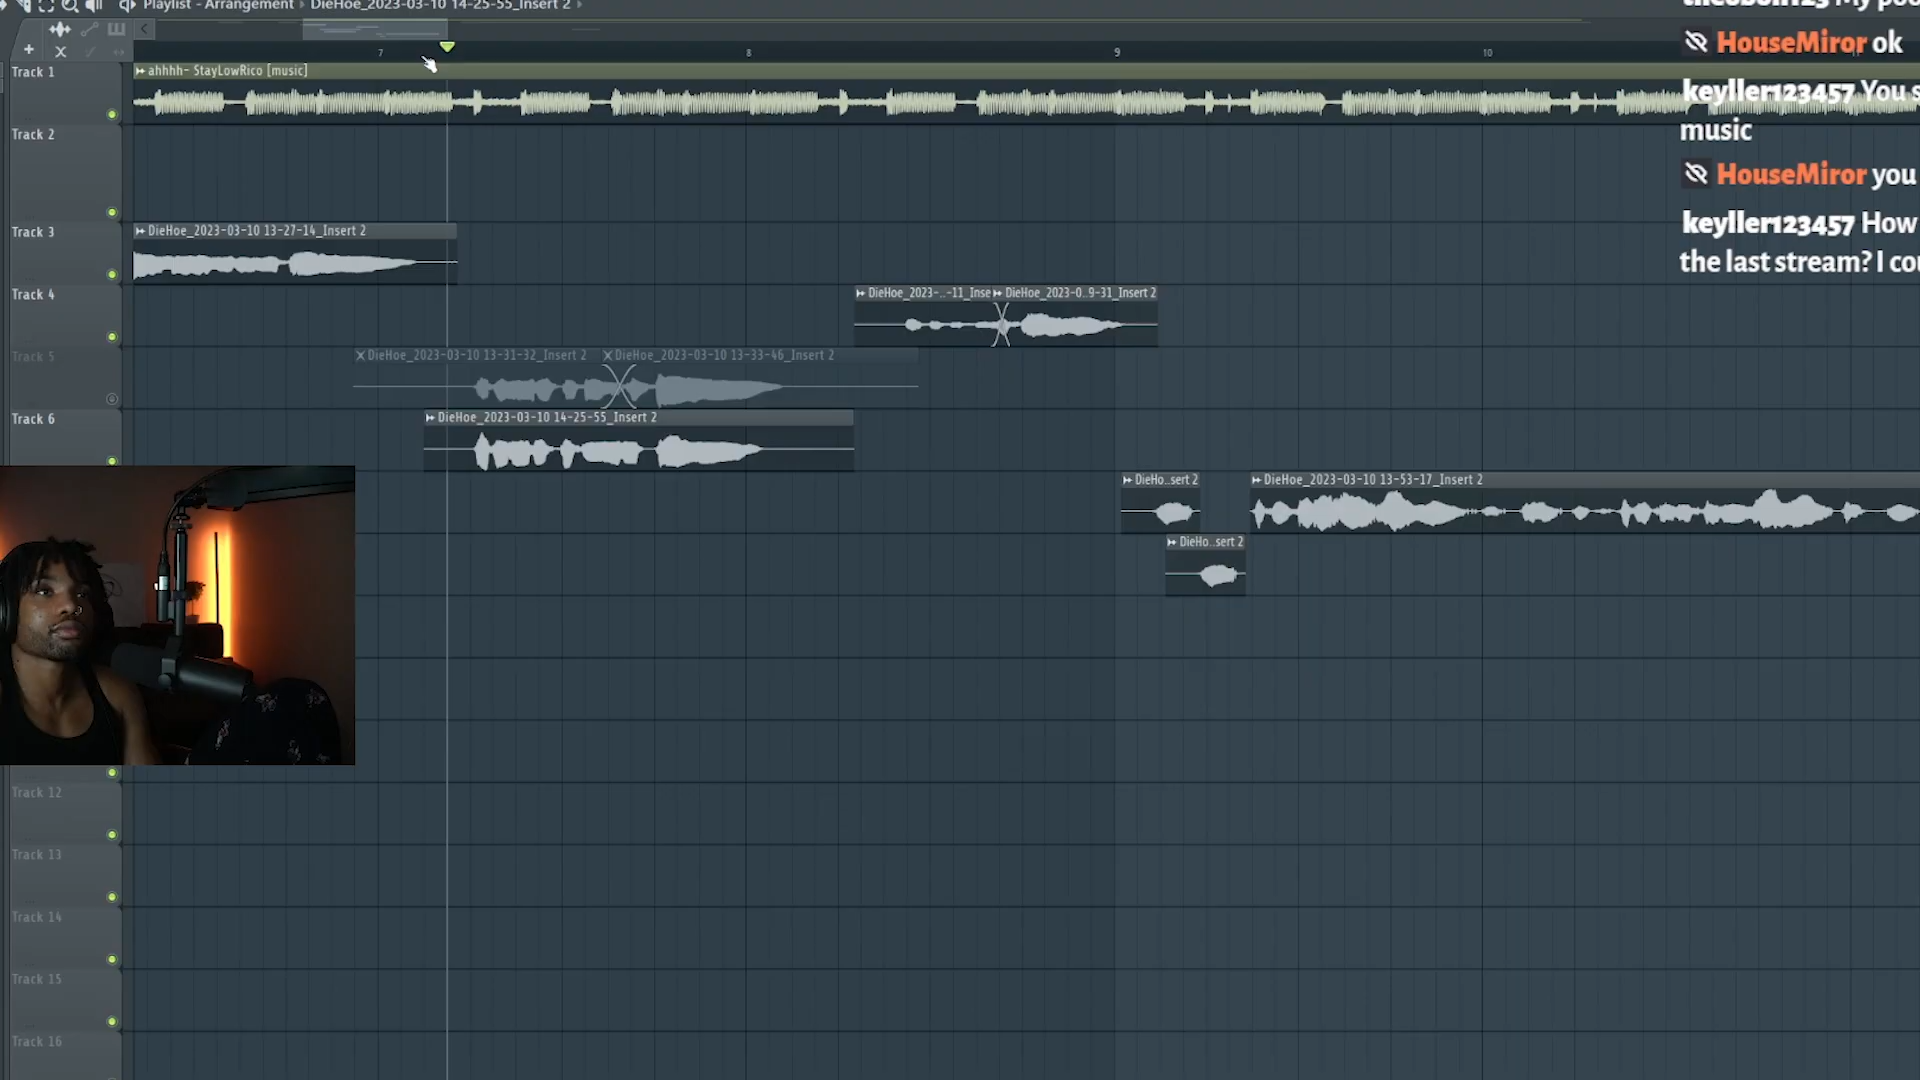 Playlist - Arrangement › DieHoe_2023-03-10 14-25-55_Insert 2 ›
7 8 9 10
Track 1
ahhhh- StayLowRico [music]
Track 2
Track 3
DieHoe_2023-03-10 13-27-14_Insert 2
Track 4
DieHoe_2023-..-11_Inse
DieHoe_2023-0..9-31_Insert 2
Track 5
DieHoe_2023-03-10 13-31-32_Insert 2
DieHoe_2023-03-10 13-33-46_Insert 2
Track 6
DieHoe_2023-03-10 14-25-55_Insert 2
DieHo..sert 2
DieHoe_2023-03-10 13-53-17_Insert 2
DieHo..sert 2
Track 12
Track 13
Track 14
Track 15
Track 16
My
HouseMiror ok
keyller123457 You s
music
HouseMiror you
keyller123457 How
the last stream? I cou